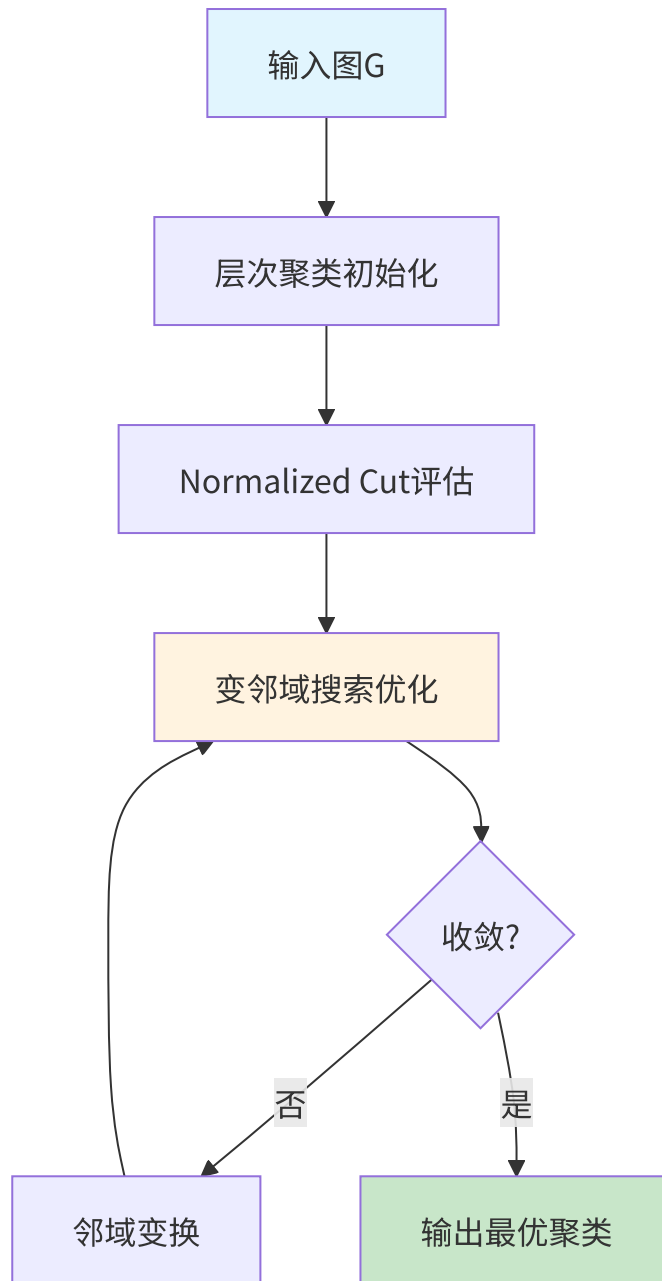 输入图G
层次聚类初始化
Normalized Cut评估
变邻域搜索优化
收敛?
否
是
邻域变换
输出最优聚类